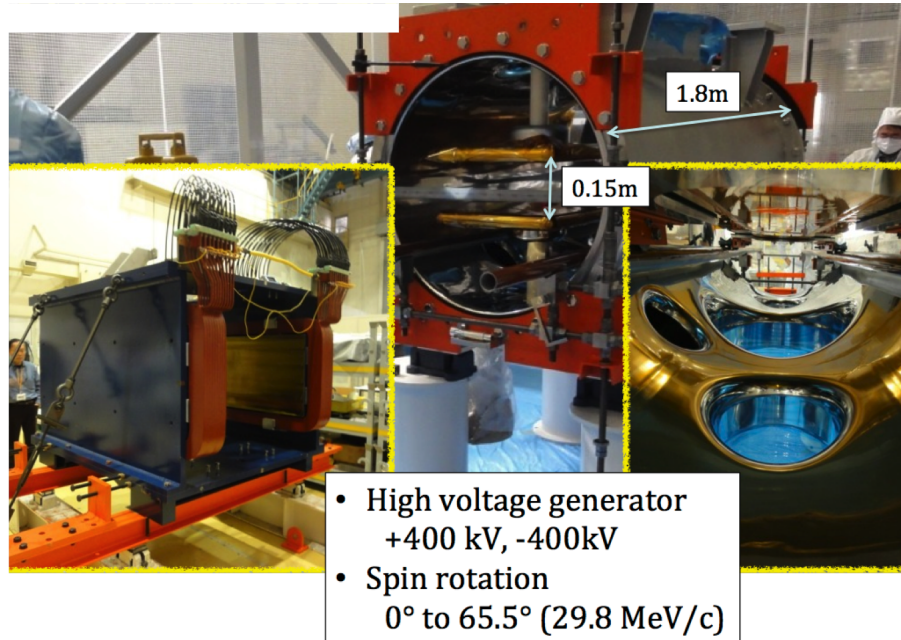 1.8m
0.15m
• High voltage generator
+400 kV, -400kV
• Spin rotation
0° to 65.5° (29.8 MeV/c)